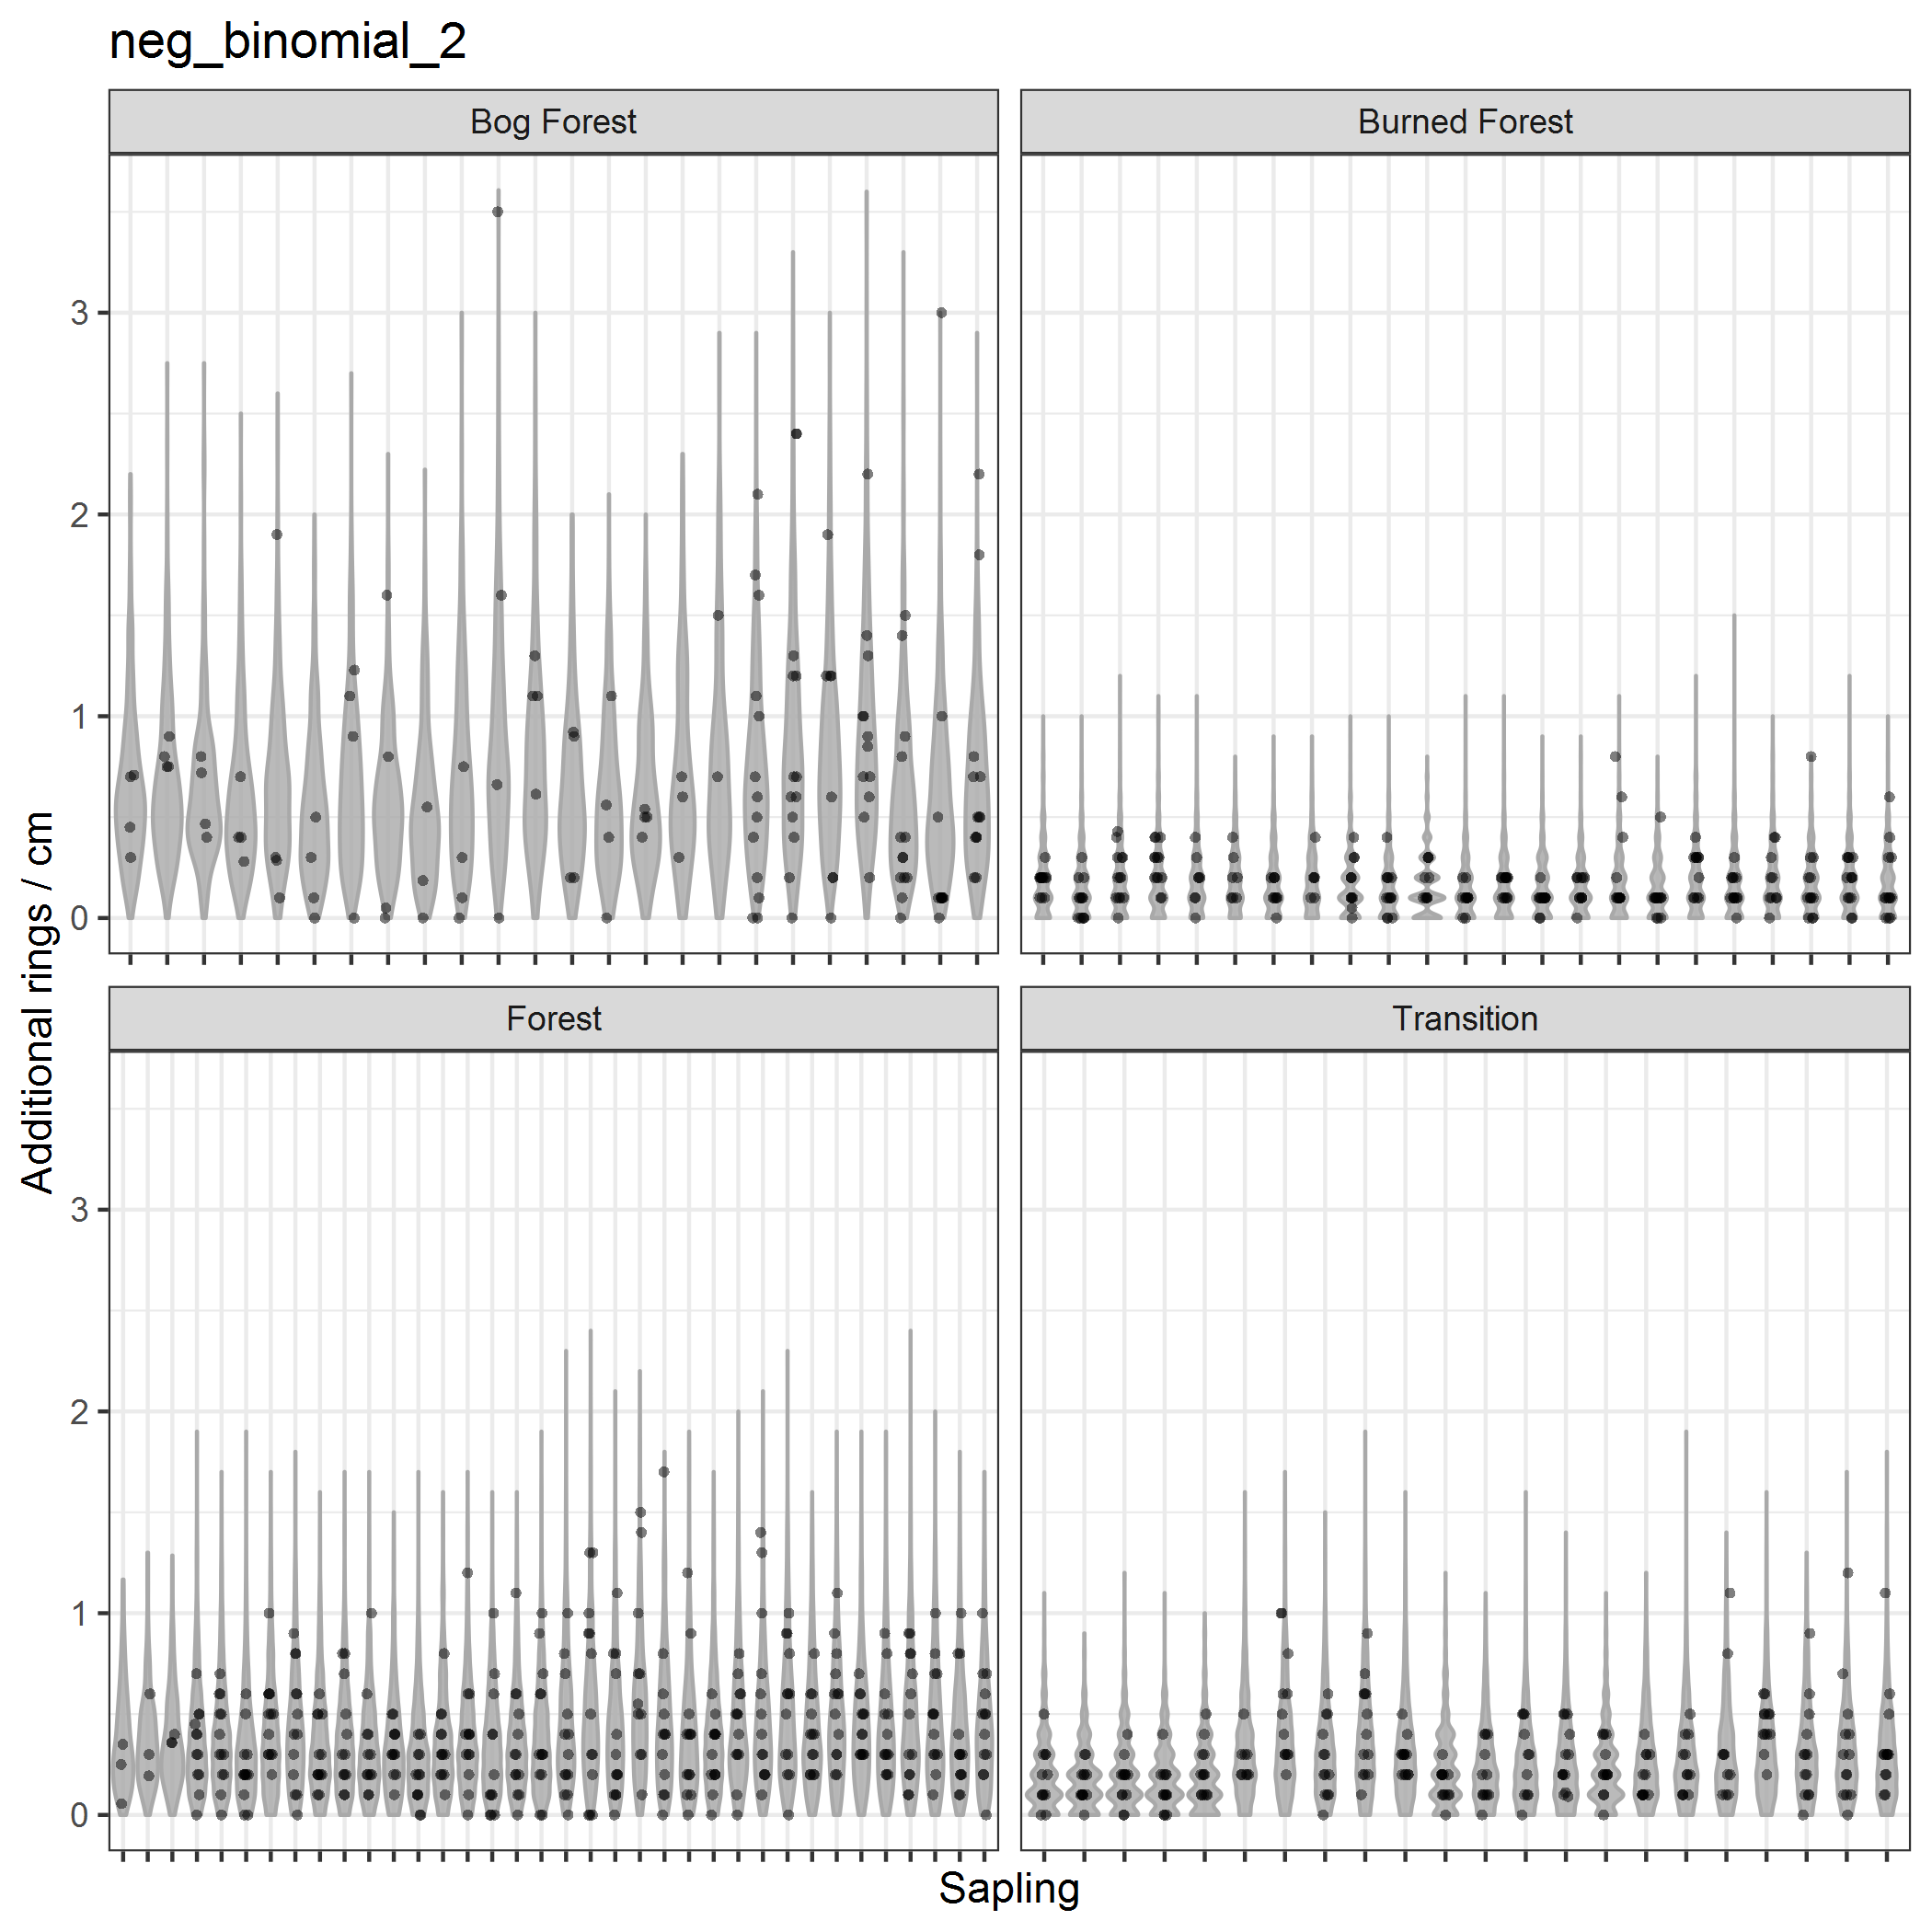 neg_binomial_2
Bog Forest
Burned Forest
3
2
1
0
Additional rings / cm
Forest
Transition
3
2
1
0
Sapling